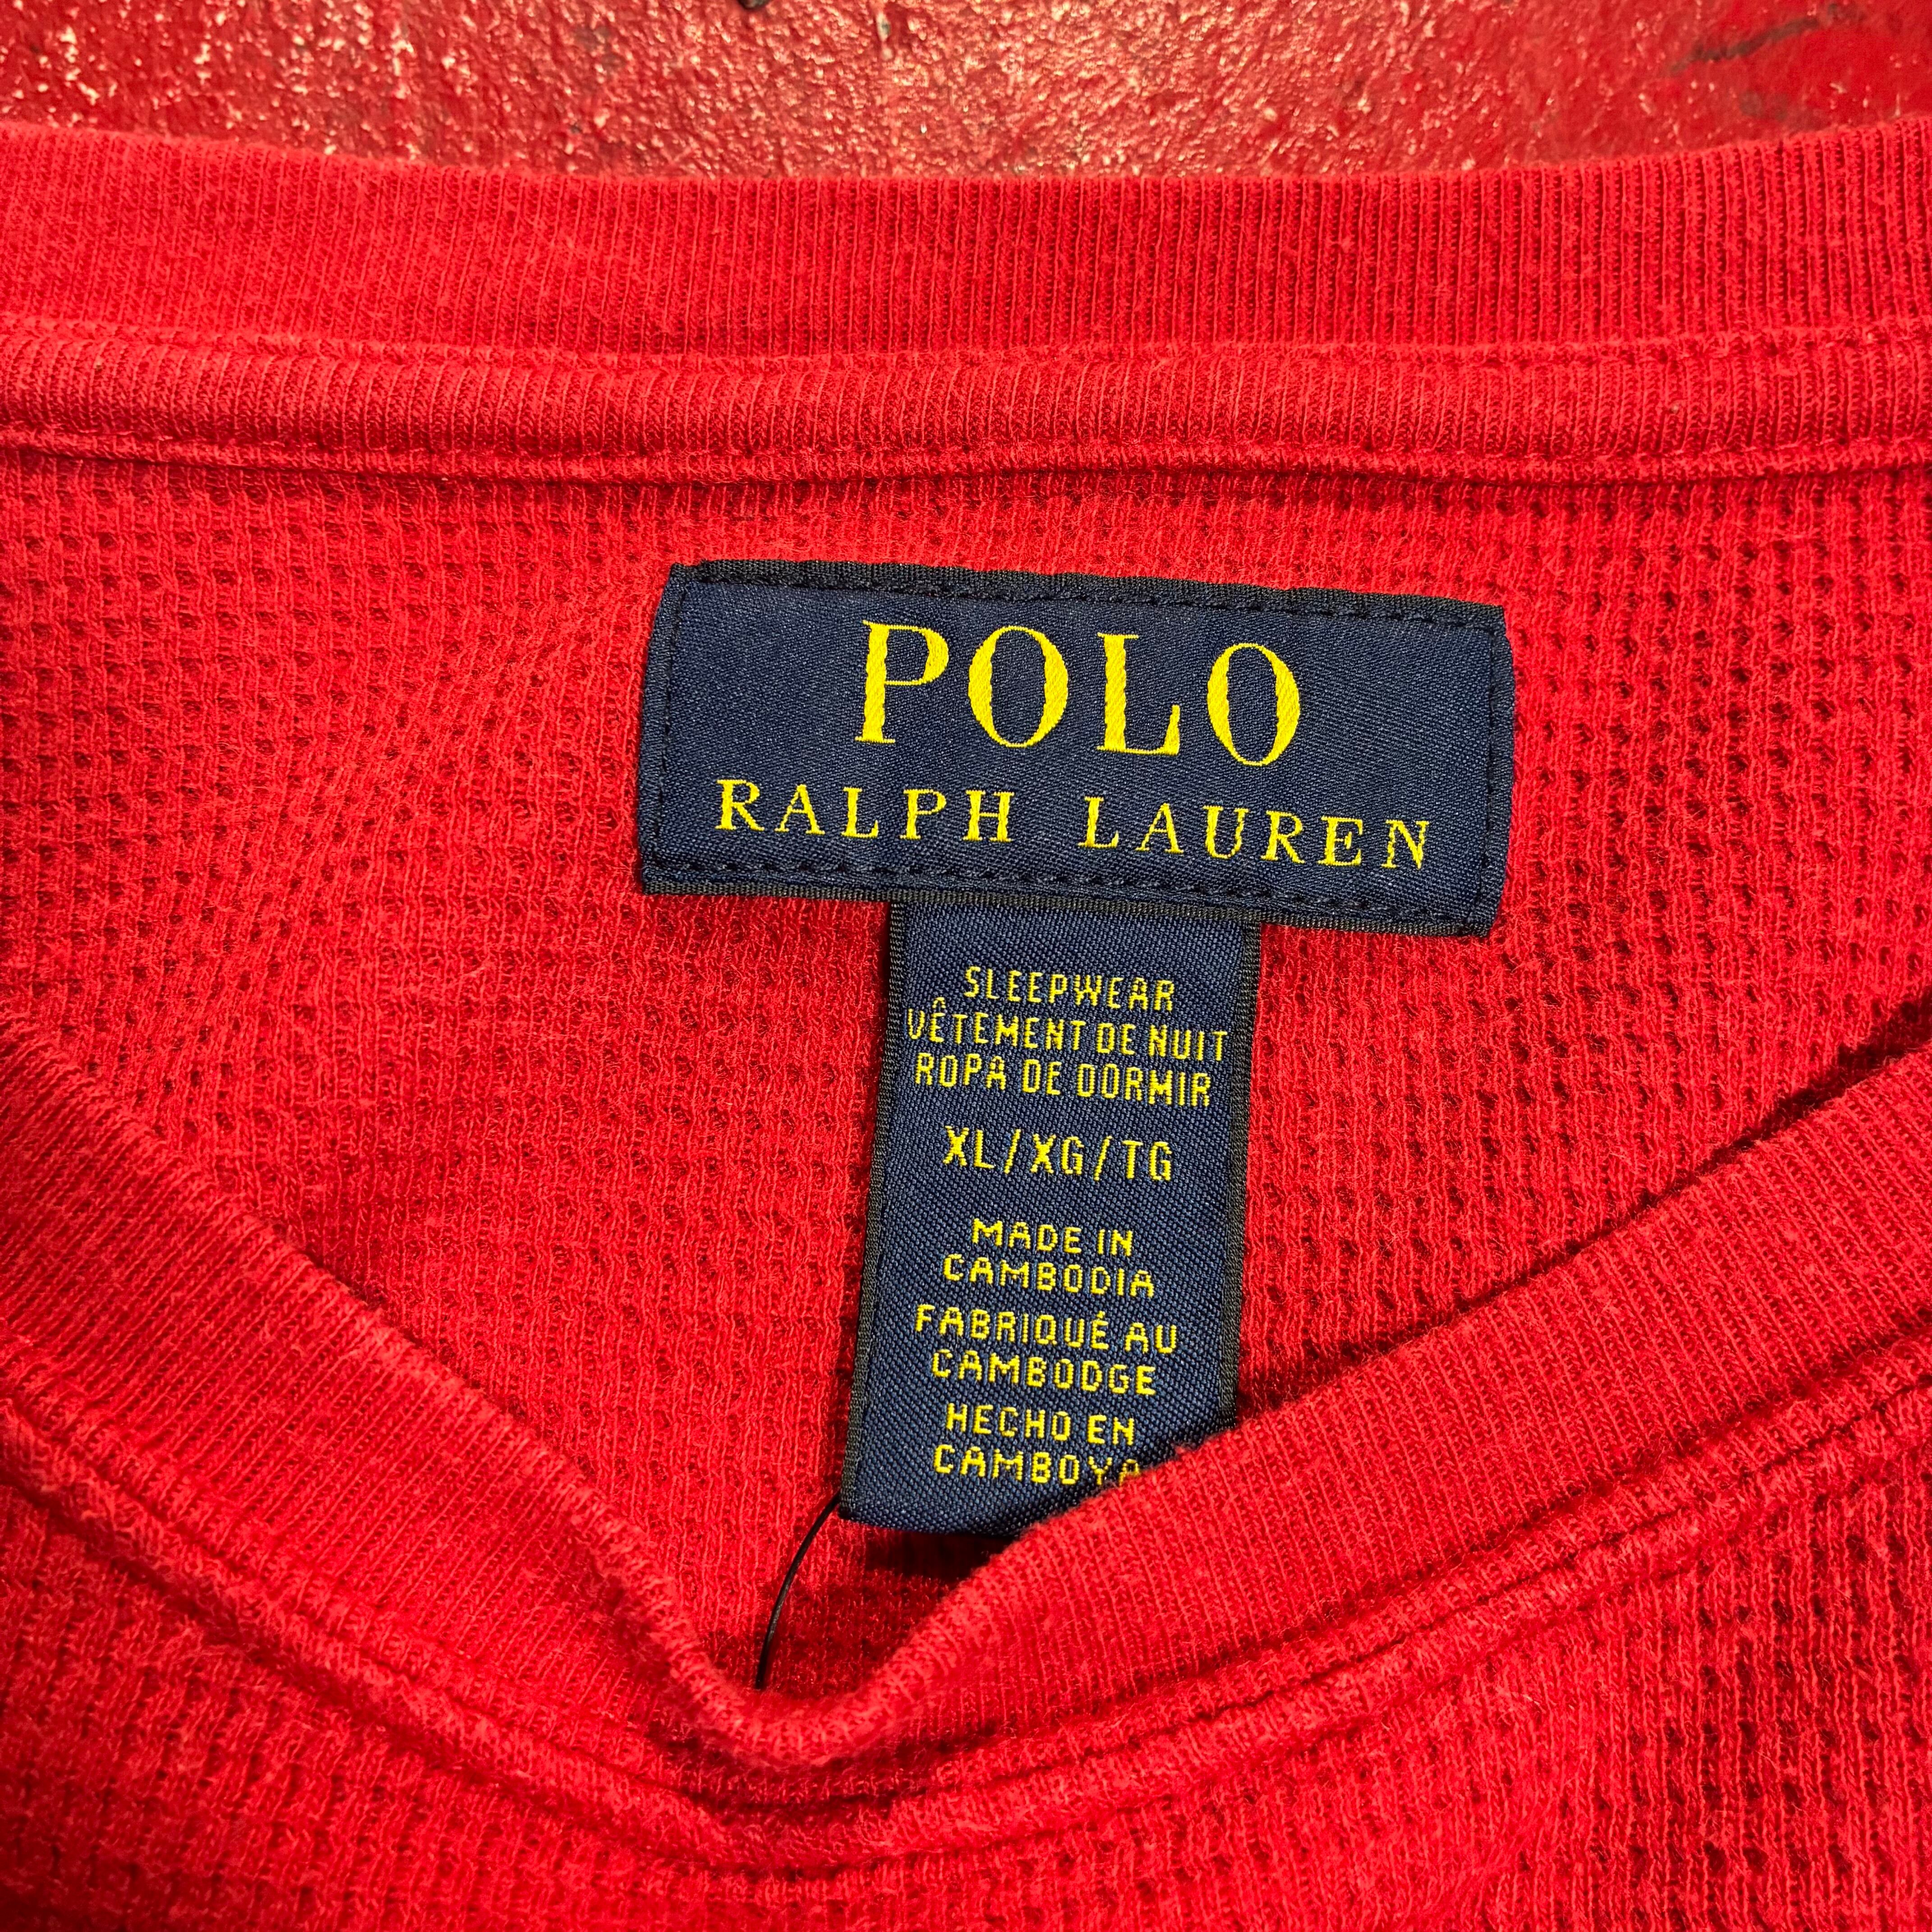 POLO
RALPH LAUREN
SLEEPWEAR
VÊTEMENT DE NUIT
ROPA DE DORMIR
XL/XG/TG
MADE IN
CAMBODIA
FABRIQUÉ AU
CAMBODGE
HECHO EN
CAMBOYA